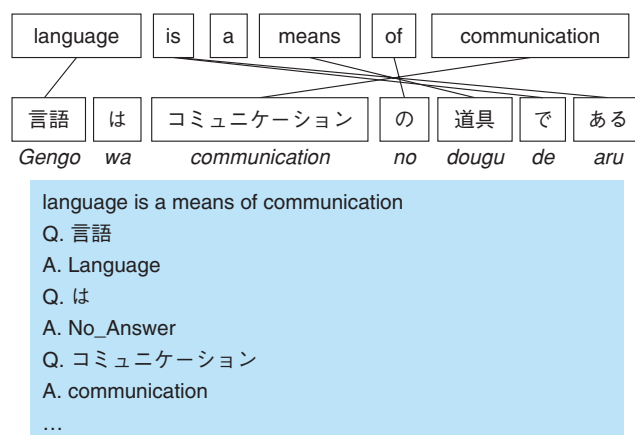 language is a means of communication
言語 は コミュニケーション の 道具 で ある
Gengo wa communication no dougu de aru
language is a means of communication
Q. 言語
A. Language
Q. は
A. No_Answer
Q. コミュニケーション
A. communication
…